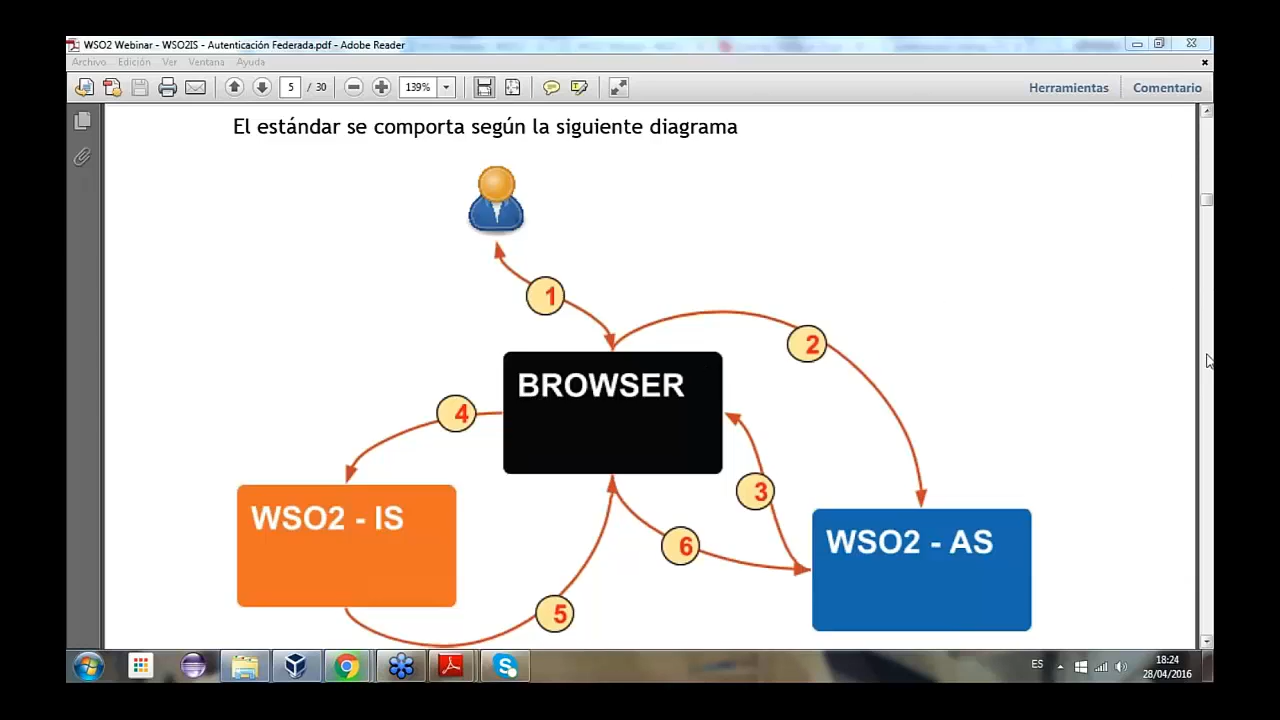 WSO2 Webinar - WSO2IS - Autenticación Federada.pdf - Adobe Reader
Archivo Edición Ver Ventana Ayuda
5 / 30 139% Herramientas Comentario
El estándar se comporta según la siguiente diagrama
1
2
BROWSER
4
3
WSO2 - IS
WSO2 - AS
6
5
ES
18:24
28/04/2016